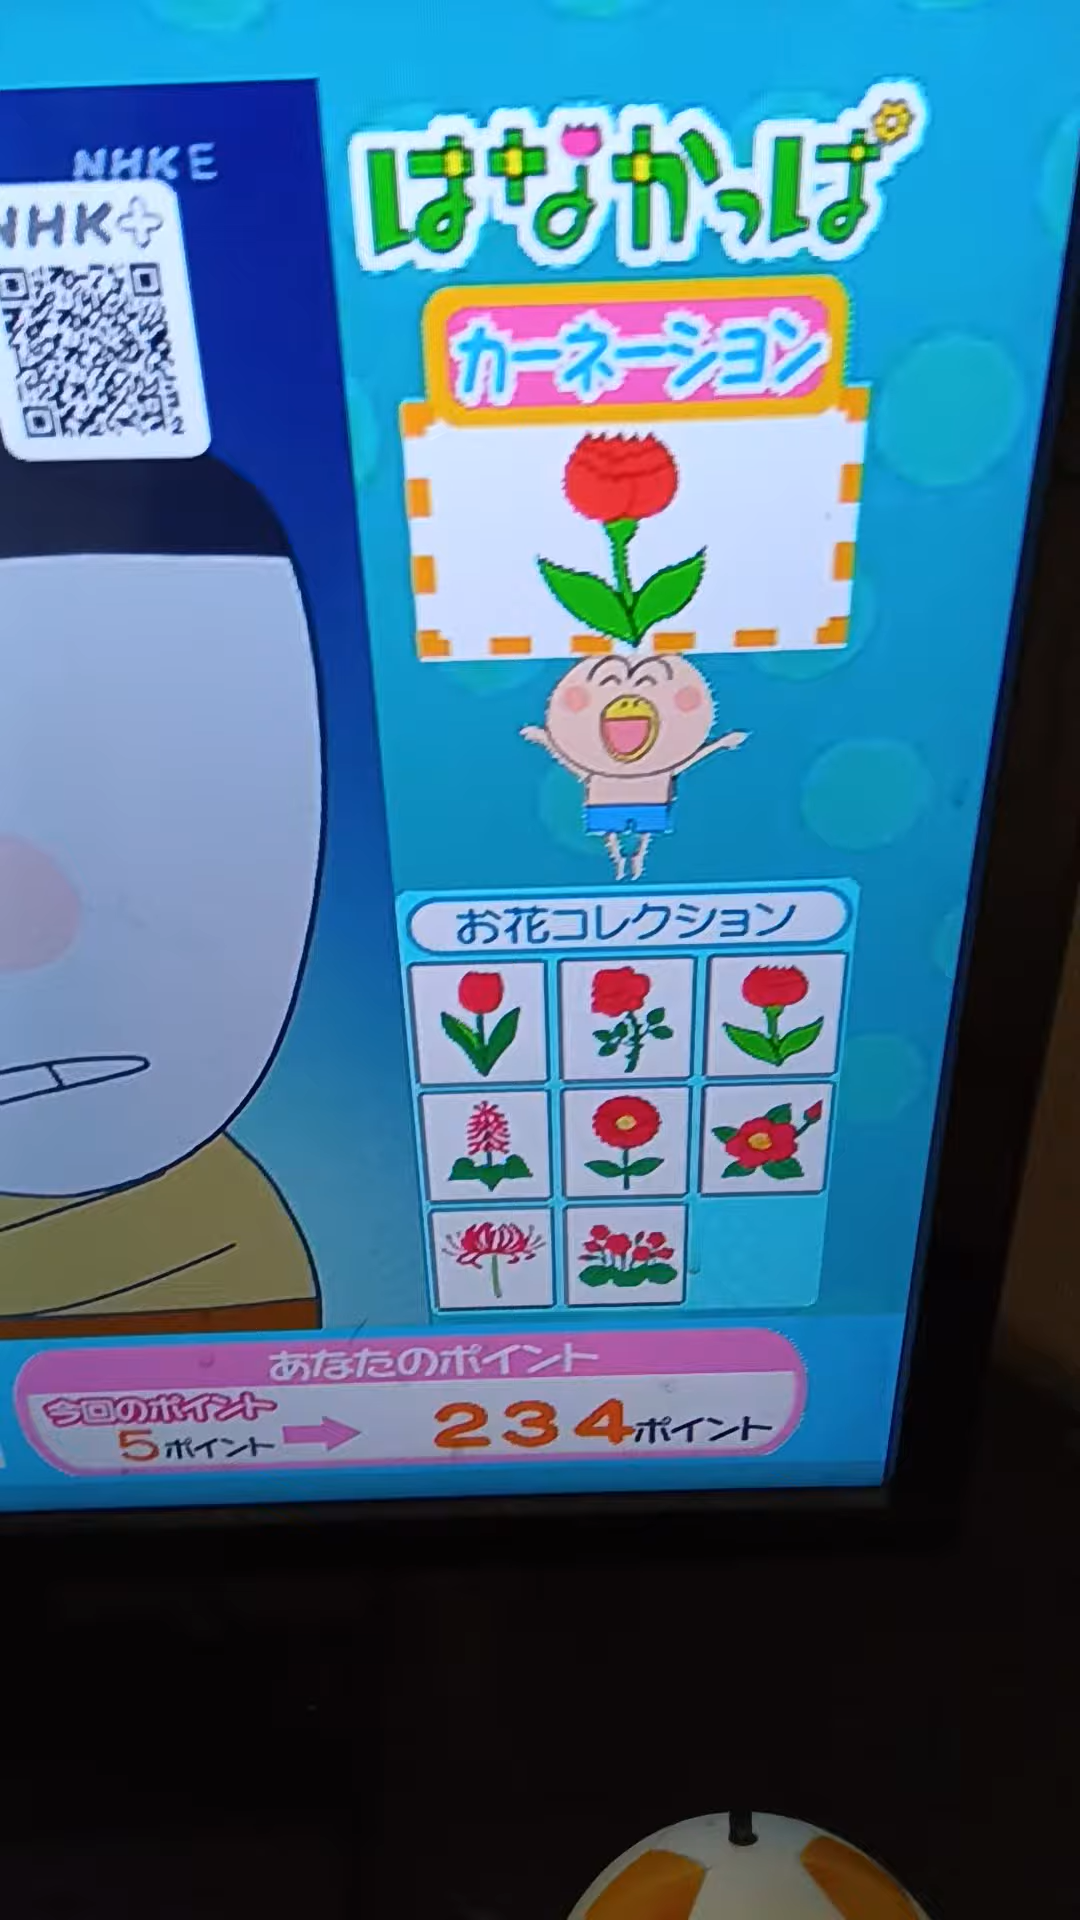 NHKE
NHK+
はなかっぱ
カーネーション
お花コレクション
あなたのポイント
今回のポイント
5ポイント
234ポイント